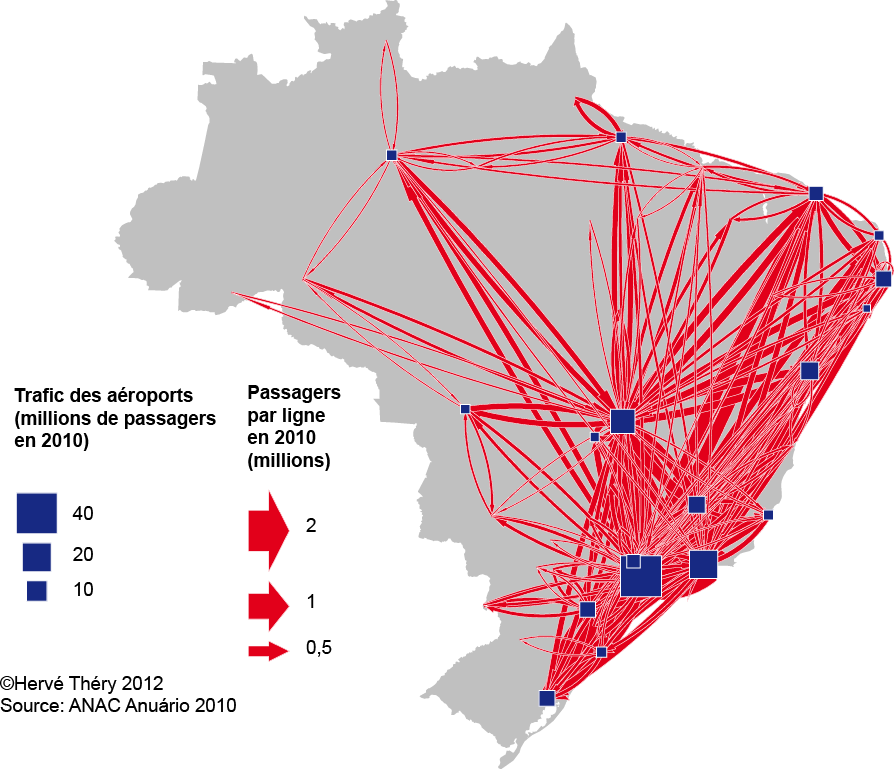 Trafic des aéroports
(millions de passagers
en 2010)
40
20
10
Passagers
par ligne
en 2010
(millions)
2
1
0,5
©Hervé Théry 2012
Source: ANAC Anuário 2010